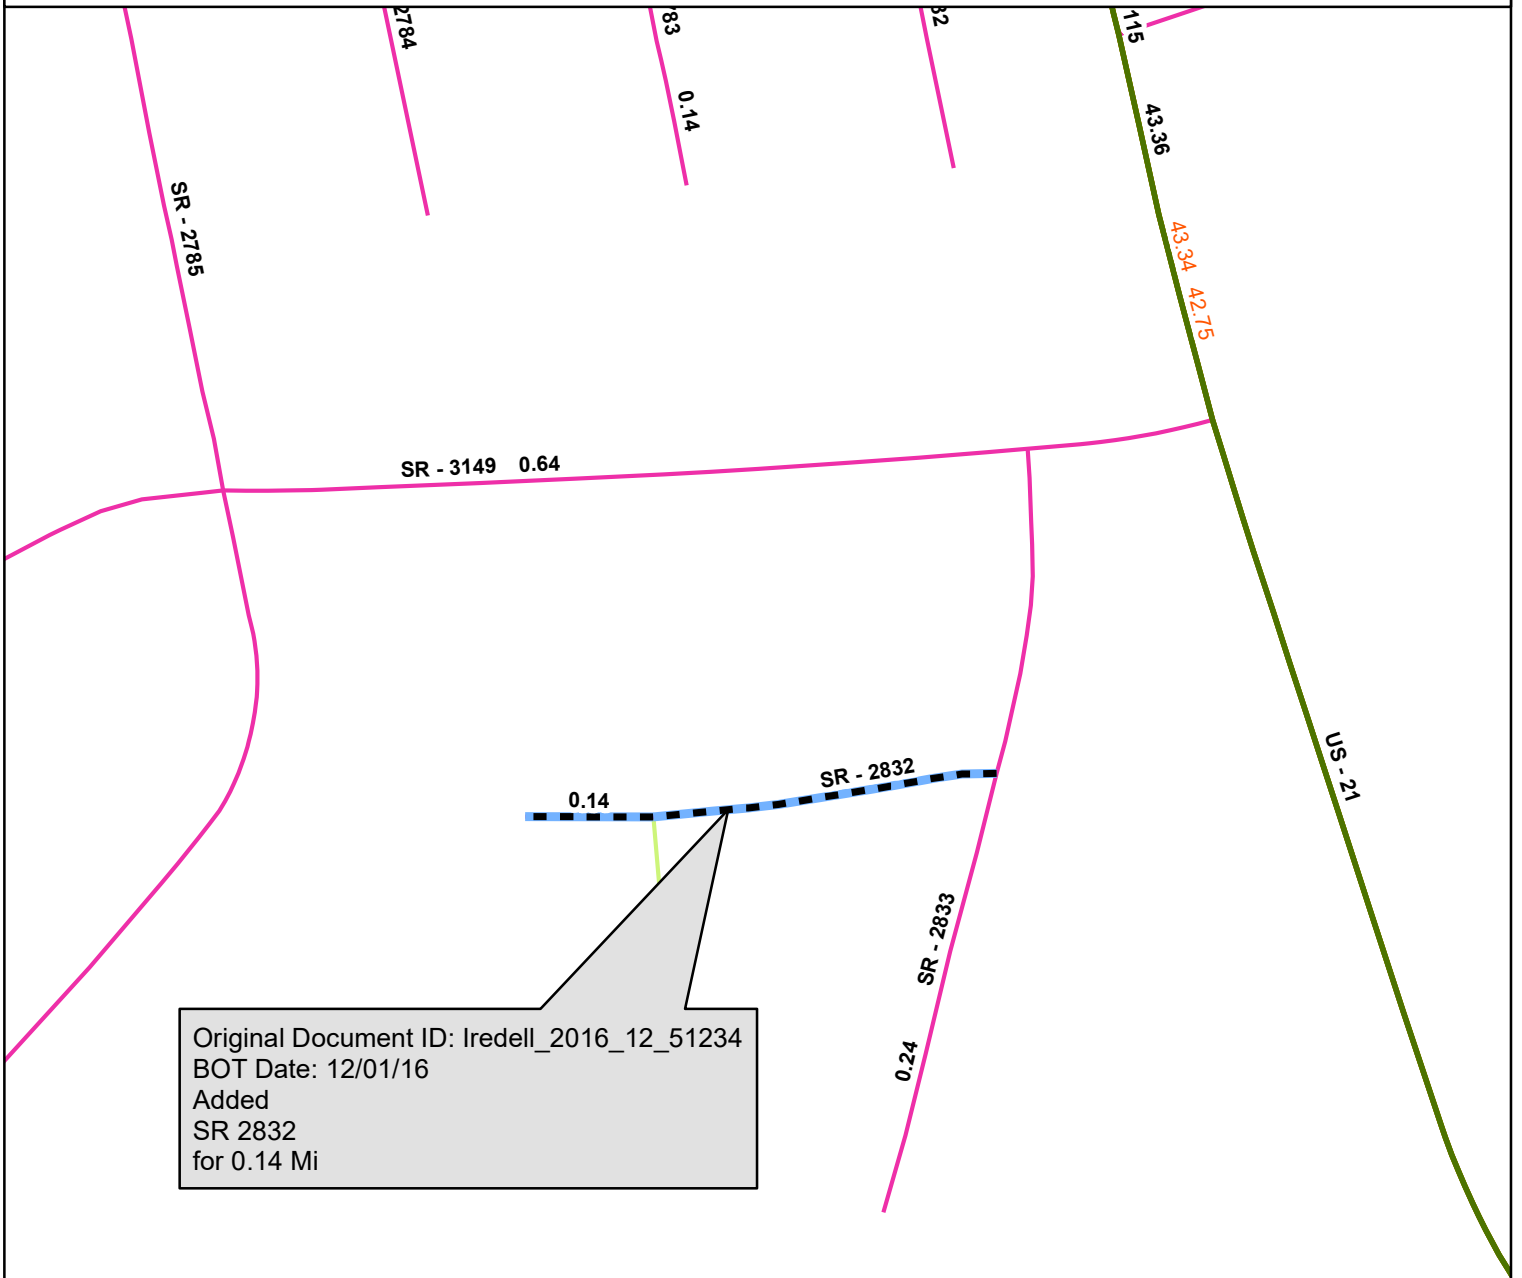 2784
83
32
115
0.14
43.36
SR - 2785
43.34 42.75
SR - 3149 0.64
US - 21
SR - 2832
0.14
SR - 2833
0.24
Original Document ID: Iredell_2016_12_51234
BOT Date: 12/01/16
Added
SR 2832
for 0.14 Mi